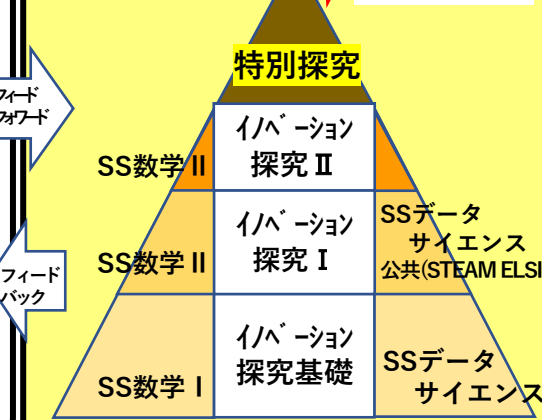 特別探究
フィード
フォワード
ｲﾉﾍﾞｰｼｮﾝ
探究Ⅱ
SS数学Ⅱ
ｲﾉﾍﾞｰｼｮﾝ
探究Ⅰ
SS数学Ⅱ
SSデータ
サイエンス
公共(STEAM ELSI
フィード
バック
ｲﾉﾍﾞｰｼｮﾝ
探究基礎
SS数学Ⅰ
SSデータ
サイエンス